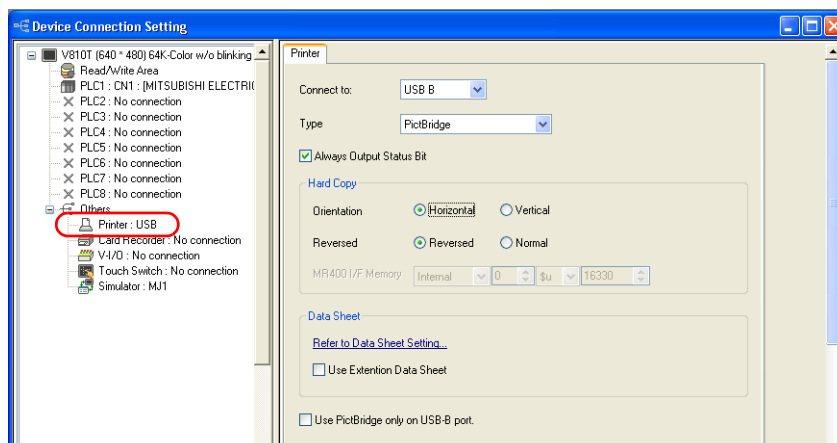 Device Connection Setting
V810T (640 * 480) 64K-Color w/o blinking
Read/Write Area
PLC1 : CN1 : [MITSUBISHI ELECTRI
PLC2 : No connection
PLC3 : No connection
PLC4 : No connection
PLC5 : No connection
PLC6 : No connection
PLC7 : No connection
PLC8 : No connection
Others
Printer : USB
Card Recorder : No connection
V-I/O : No connection
Touch Switch : No connection
Simulator : MJ1
Printer
Connect to: USB B
Type PictBridge
Always Output Status Bit
Hard Copy
Orientation Horizontal Vertical
Reversed Reversed Normal
MR400 I/F Memory Internal 0 $u 16330
Data Sheet
Refer to Data Sheet Setting...
Use Extention Data Sheet
Use PictBridge only on USB-B port.